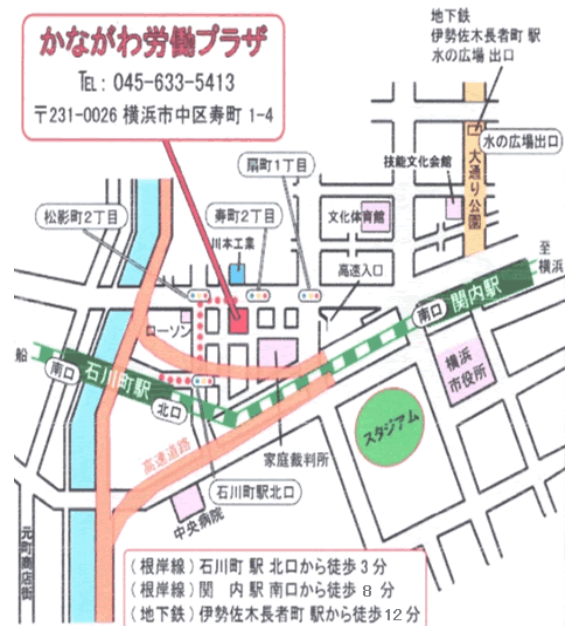 かながわ労働プラザ
TEL: 045-633-5413
〒231-0026 横浜市中区寿町 1-4
地下鉄
伊勢佐木長者町 駅
水の広場 出口
水の広場出口
大通り公園
技能文化会館
扇町1丁目
松影町2丁目
寿町2丁目
文化体育館
川本工業
高速入口
至
横浜
関内駅
南口
ローソン
船
石川町駅
南口
北口
横浜
市役所
スタジアム
高速道路
家庭裁判所
石川町駅北口
中央病院
元町商店街
(根岸線) 石川町 駅 北口から徒歩 3 分
(根岸線) 関 内 駅 南口から徒歩 8 分
(地下鉄) 伊勢佐木長者町 駅から徒歩12 分